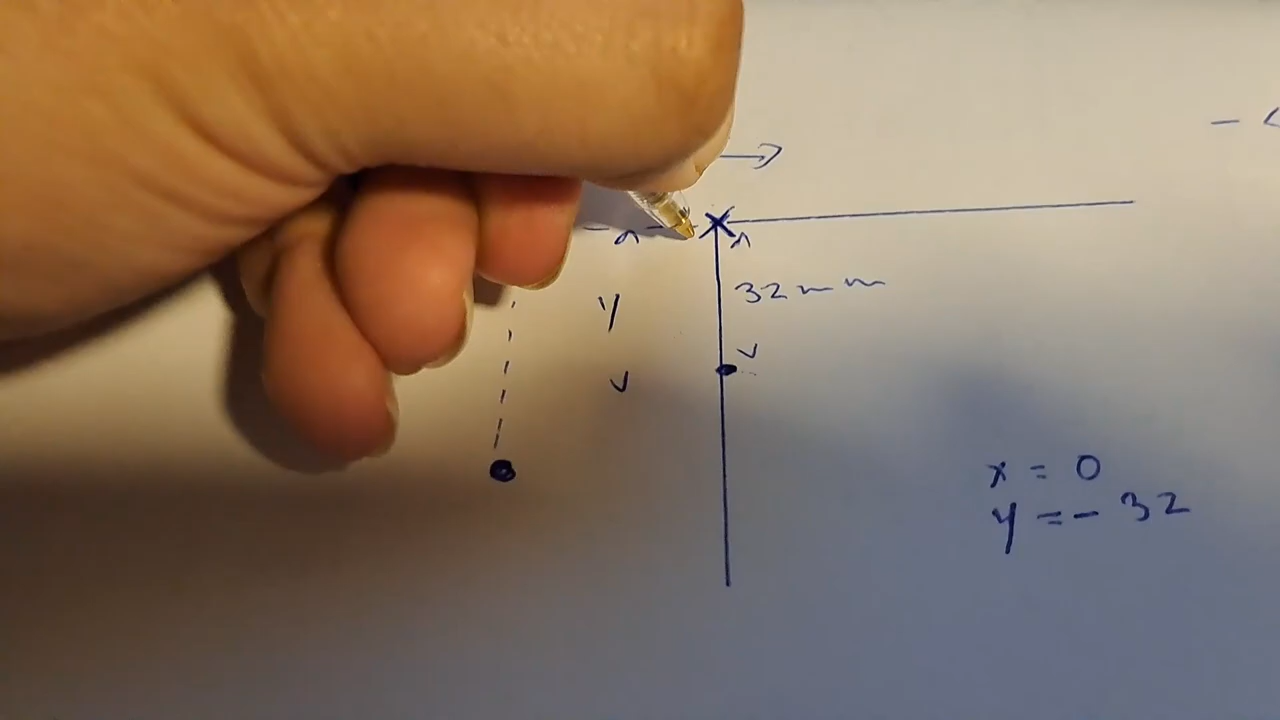 32mm
y
x = 0
y = - 32